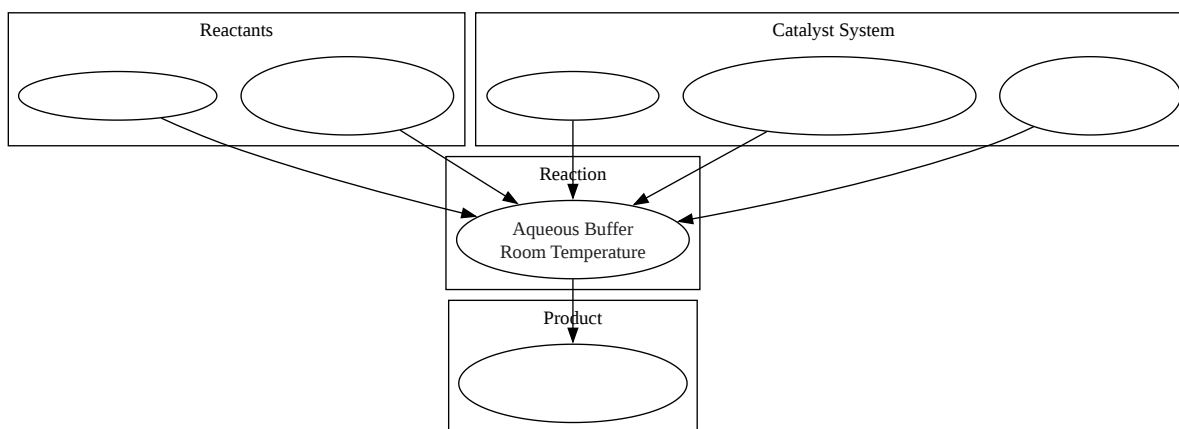 Reactants
Catalyst System
Reaction
Aqueous Buffer
Room Temperature
Product